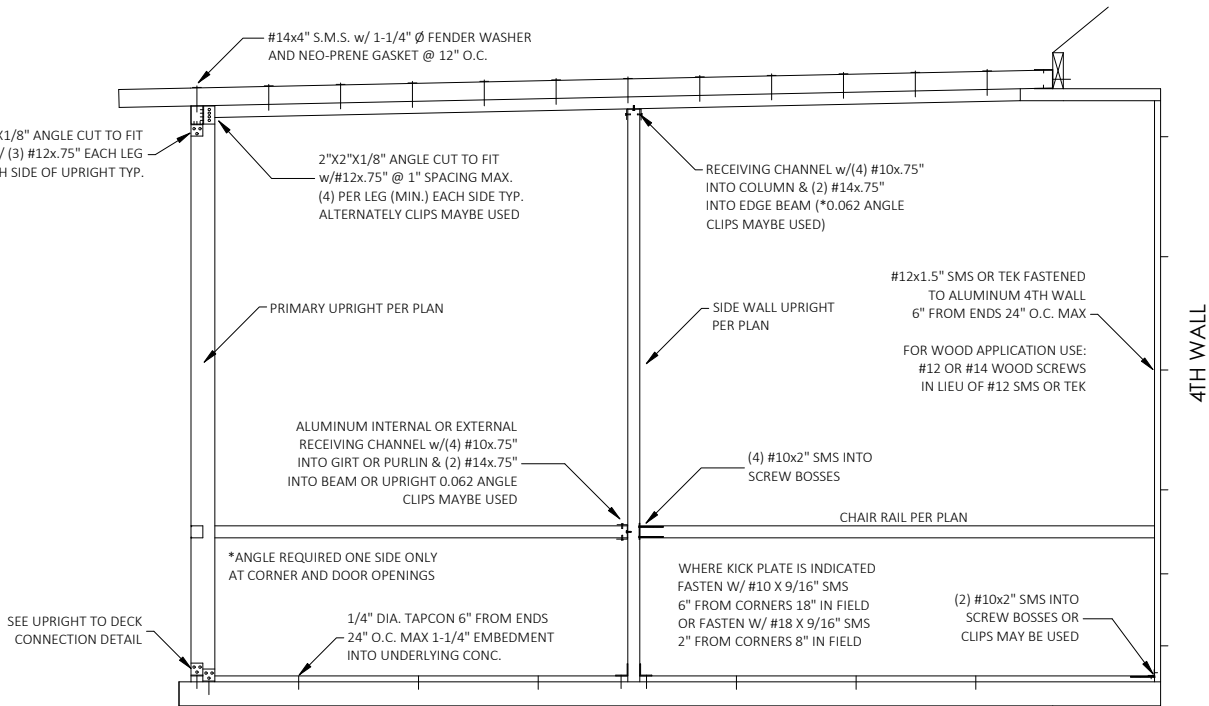 #14x4" S.M.S. w/ 1-1/4" Ø FENDER WASHER
AND NEO-PRENE GASKET @ 12" O.C.
X1/8" ANGLE CUT TO FIT
/ (3) #12x.75" EACH LEG
H SIDE OF UPRIGHT TYP.
2"X2"X1/8" ANGLE CUT TO FIT
w/#12x.75" @ 1" SPACING MAX.
(4) PER LEG (MIN.) EACH SIDE TYP.
ALTERNATELY CLIPS MAYBE USED
RECEIVING CHANNEL w/(4) #10x.75"
INTO COLUMN & (2) #14x.75"
INTO EDGE BEAM (*0.062 ANGLE
CLIPS MAYBE USED)
#12x1.5" SMS OR TEK FASTENED
TO ALUMINUM 4TH WALL
6" FROM ENDS 24" O.C. MAX
FOR WOOD APPLICATION USE:
#12 OR #14 WOOD SCREWS
IN LIEU OF #12 SMS OR TEK
4TH WALL
PRIMARY UPRIGHT PER PLAN
SIDE WALL UPRIGHT
PER PLAN
ALUMINUM INTERNAL OR EXTERNAL
RECEIVING CHANNEL w/(4) #10x.75"
INTO GIRT OR PURLIN & (2) #14x.75"
INTO BEAM OR UPRIGHT 0.062 ANGLE
CLIPS MAYBE USED
(4) #10x2" SMS INTO
SCREW BOSSES
CHAIR RAIL PER PLAN
*ANGLE REQUIRED ONE SIDE ONLY
AT CORNER AND DOOR OPENINGS
WHERE KICK PLATE IS INDICATED
FASTEN W/ #10 X 9/16" SMS
6" FROM CORNERS 18" IN FIELD
OR FASTEN W/ #18 X 9/16" SMS
2" FROM CORNERS 8" IN FIELD
(2) #10x2" SMS INTO
SCREW BOSSES OR
CLIPS MAY BE USED
SEE UPRIGHT TO DECK
CONNECTION DETAIL
1/4" DIA. TAPCON 6" FROM ENDS
24" O.C. MAX 1-1/4" EMBEDMENT
INTO UNDERLYING CONC.